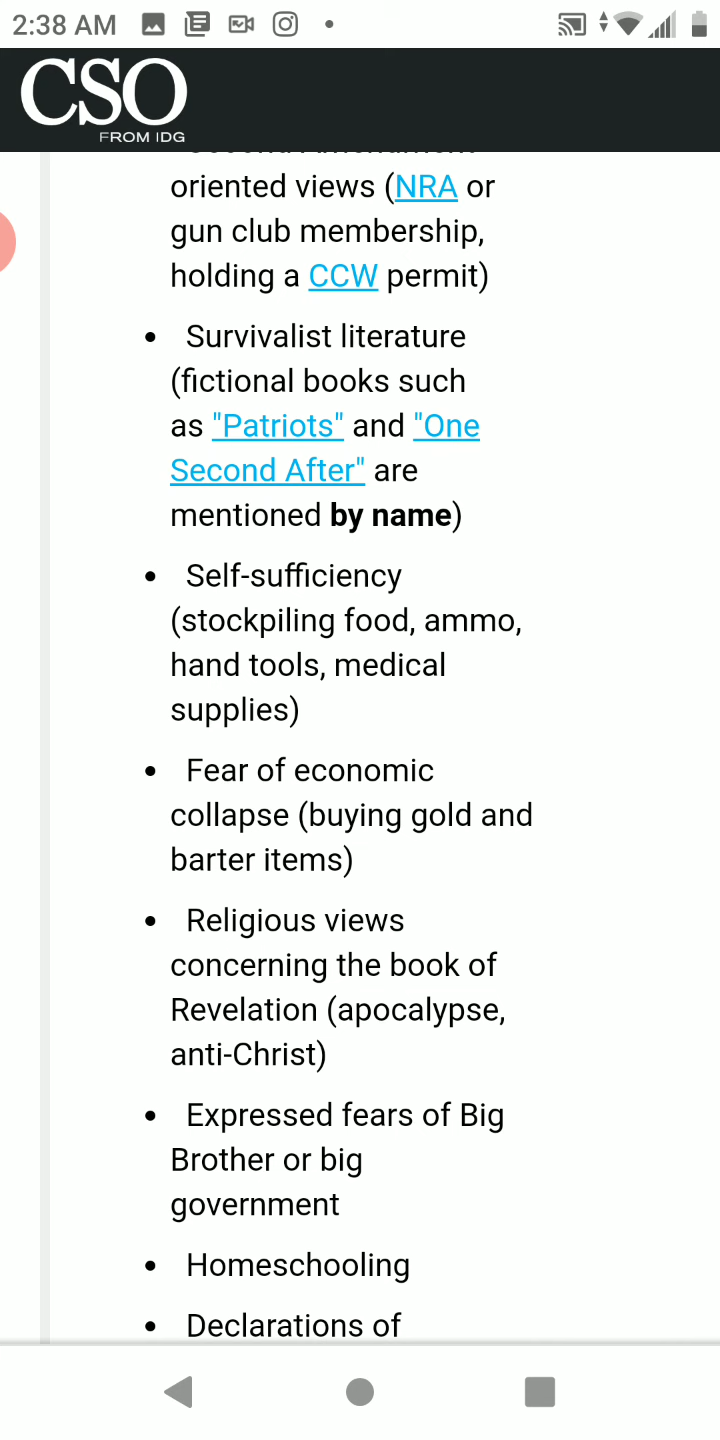 2:38 AM
CSO
FROM IDG
oriented views (NRA or
gun club membership,
holding a CCW permit)
• Survivalist literature
(fictional books such
as "Patriots" and "One
Second After" are
mentioned by name)
• Self-sufficiency
(stockpiling food, ammo,
hand tools, medical
supplies)
• Fear of economic
collapse (buying gold and
barter items)
• Religious views
concerning the book of
Revelation (apocalypse,
anti-Christ)
• Expressed fears of Big
Brother or big
government
• Homeschooling
• Declarations of